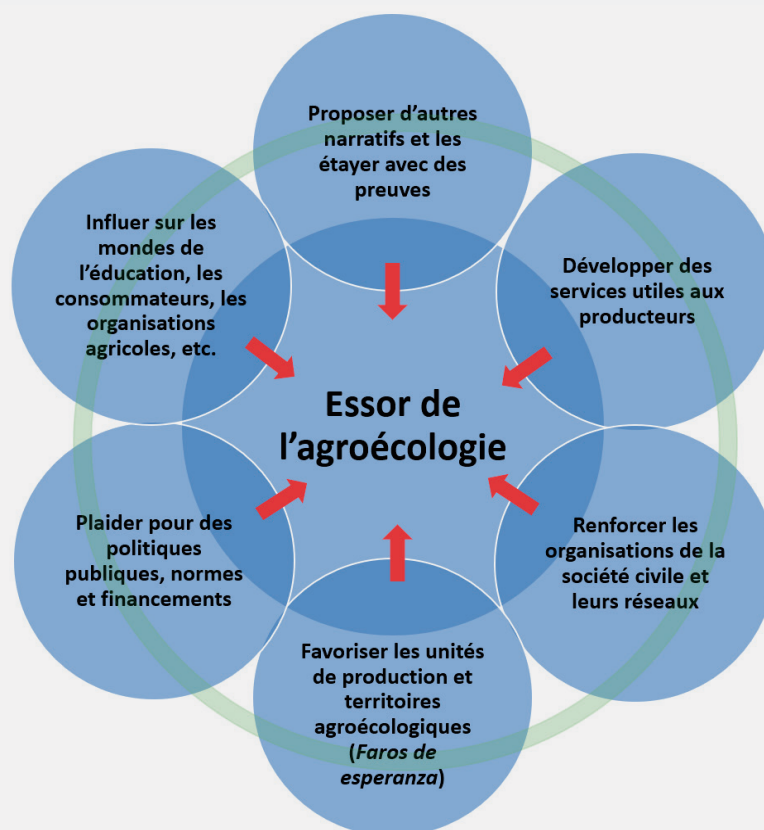 Proposer d’autres
narratifs et les
étayer avec des
preuves
Influer sur les
mondes de
l’éducation, les
consommateurs, les
organisations
agricoles, etc.
Développer des
services utiles aux
producteurs
Essor de
l’agroécologie
Plaider pour des
politiques
publiques, normes
et financements
Renforcer les
organisations de la
société civile et
leurs réseaux
Favoriser les unités
de production et
territoires
agroécologiques
(Faros de
esperanza)